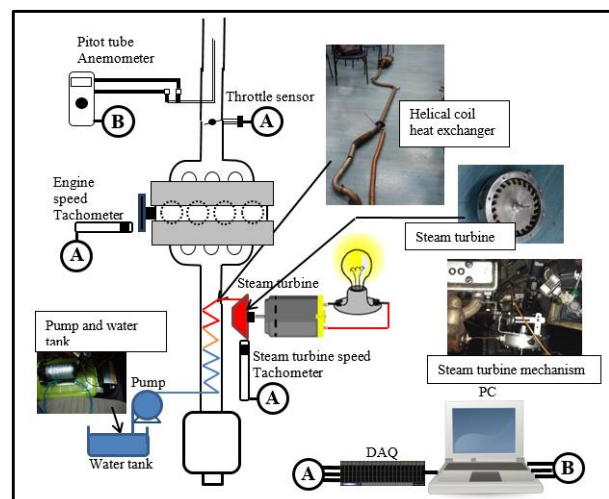 Pitot tube
Anemometer
B
Throttle sensor
A
Helical coil
heat exchanger
Engine
speed
Tachometer
A
Steam turbine
Steam turbine
Pump and water
tank
Pump
Water tank
Steam turbine speed
Tachometer
A
Steam turbine mechanism
PC
DAQ
A
B